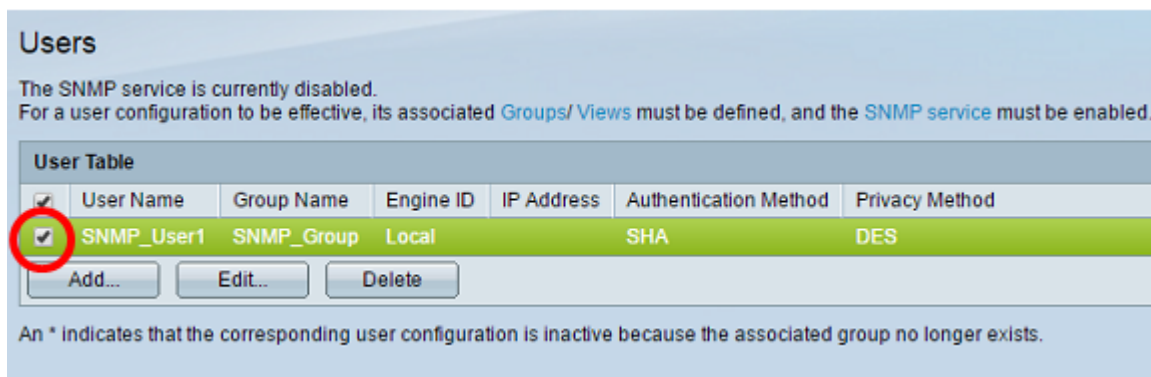 Users
The SNMP service is currently disabled.
For a user configuration to be effective, its associated Groups/ Views must be defined, and the SNMP service must be enabled.
User Table
User Name Group Name Engine ID IP Address Authentication Method Privacy Method
SNMP_User1 SNMP_Group Local SHA DES
Add... Edit... Delete
An * indicates that the corresponding user configuration is inactive because the associated group no longer exists.